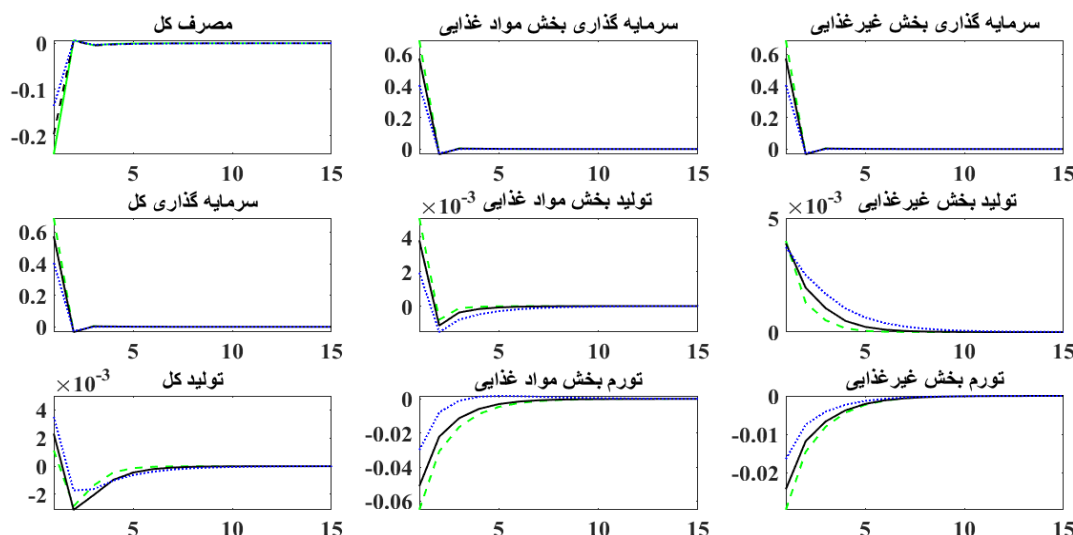 مصرف کل
سرمایه گذاری بخش مواد غذایی
سرمایه گذاری بخش غیرغذایی
0
-0.1
-0.2
5 10 15
0.6
0.4
0.2
0
5 10 15
0.6
0.4
0.2
0
5 10 15
سرمایه گذاری کل
×10⁻³ تولید بخش مواد غذایی
×10⁻³ تولید بخش غیرغذایی
0.6
0.4
0.2
0
5 10 15
4
2
0
5 10 15
5
0
5 10 15
×10⁻³ تولید کل
تورم بخش مواد غذایی
تورم بخش غیرغذایی
4
2
0
-2
5 10 15
0
-0.02
-0.04
-0.06
5 10 15
0
-0.01
-0.02
5 10 15